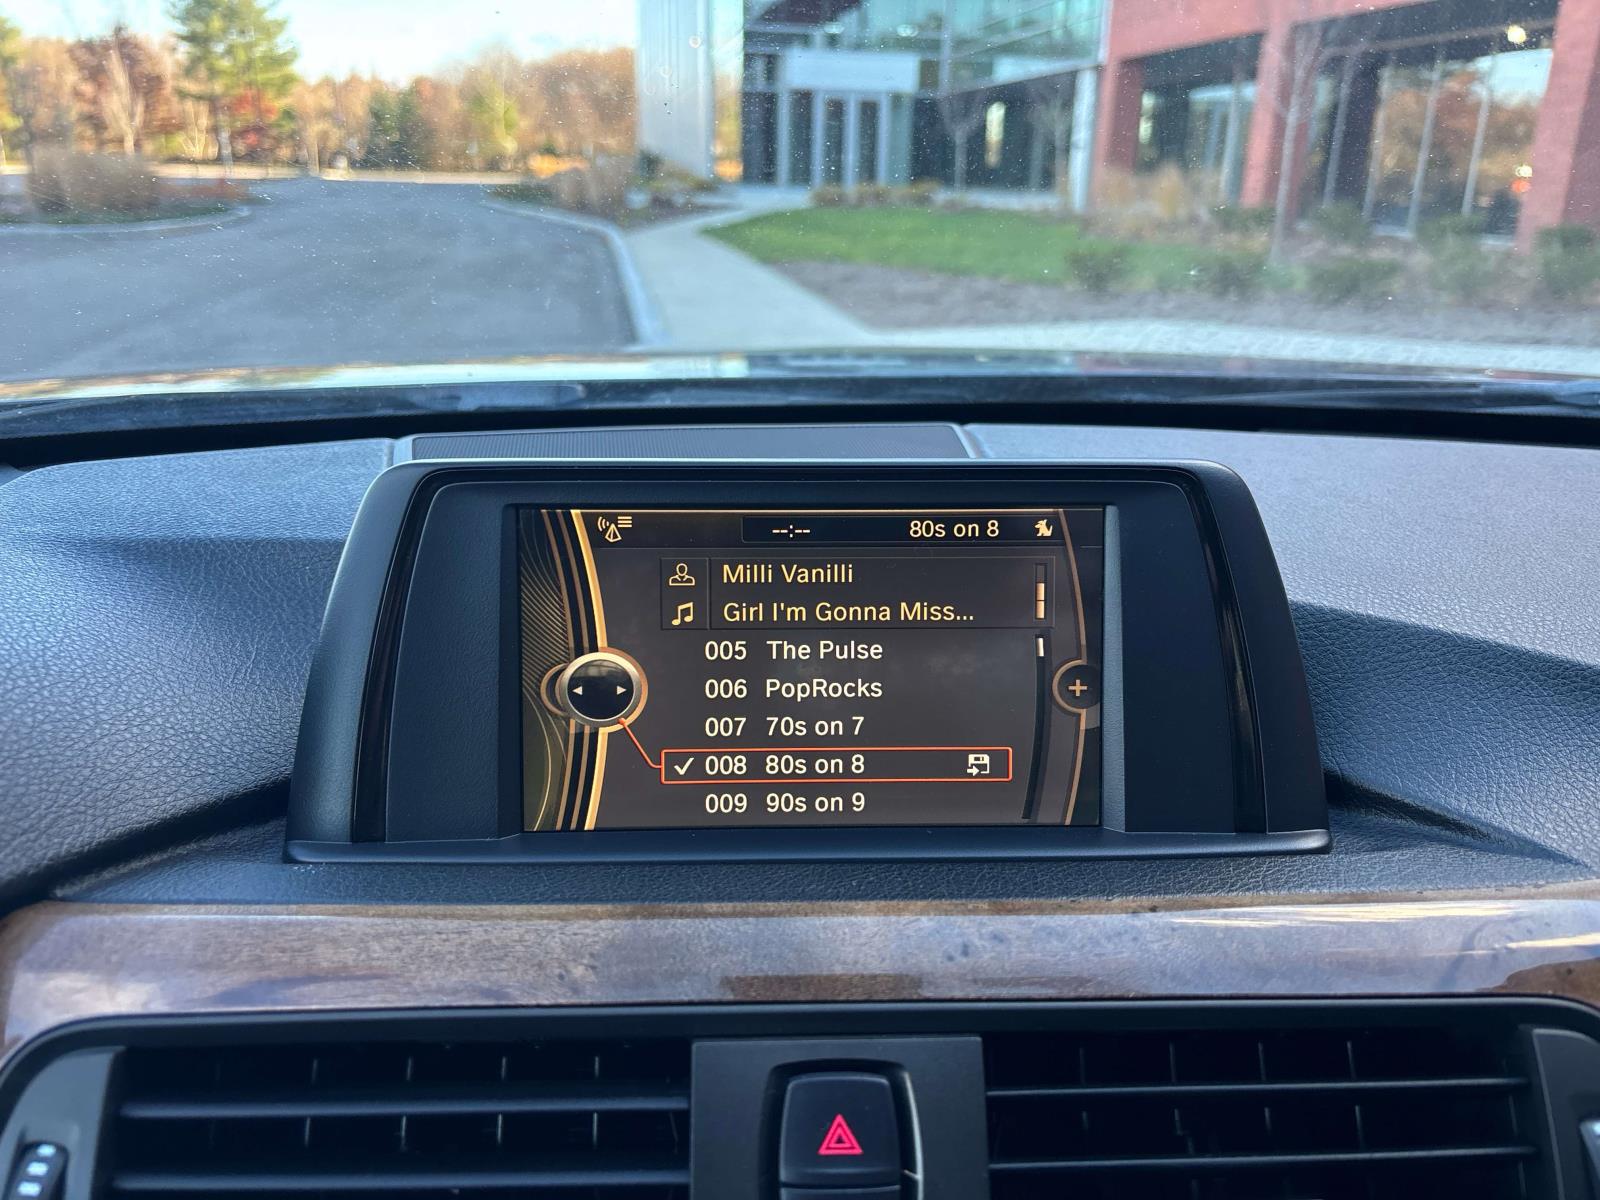 --:-- 80s on 8
Milli Vanilli
Girl I'm Gonna Miss...
005 The Pulse
006 PopRocks
007 70s on 7
008 80s on 8
009 90s on 9